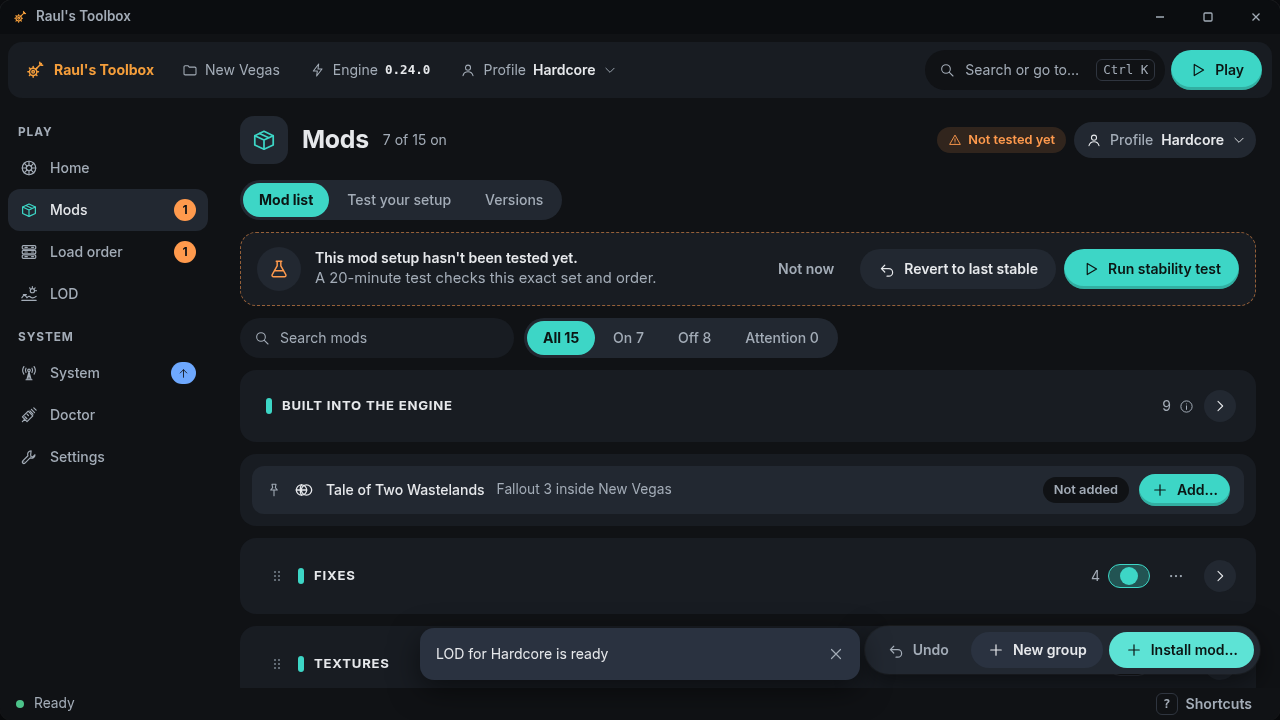 Raul's Toolbox
Raul's Toolbox New Vegas Engine 0.24.0 Profile Hardcore Search or go to... Ctrl K Play
PLAY
Home
Mods 1
Load order 1
LOD
SYSTEM
System
Doctor
Settings
Mods 7 of 15 on Not tested yet Profile Hardcore
Mod list Test your setup Versions
This mod setup hasn't been tested yet.
A 20-minute test checks this exact set and order.
Not now Revert to last stable Run stability test
Search mods All 15 On 7 Off 8 Attention 0
BUILT INTO THE ENGINE 9
Tale of Two Wastelands Fallout 3 inside New Vegas Not added Add...
FIXES 4
TEXTURES
LOD for Hardcore is ready
Undo New group Install mod...
Ready ? Shortcuts